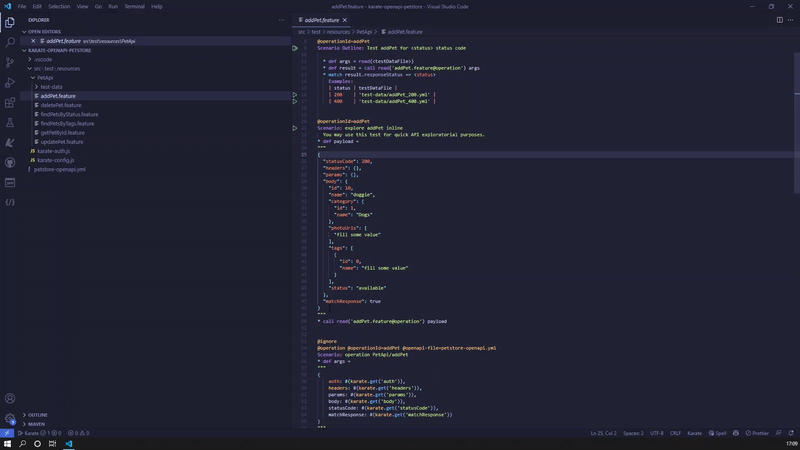 File Edit Selection View Go Run Terminal Help
addPet.feature - karate-openapi-petstore - Visual Studio Code
EXPLORER
OPEN EDITORS
addPet.feature src\test\resources\PetApi
KARATE-OPENAPI-PETSTORE
.vscode
src · test · resources
PetApi
test-data
addPet.feature
deletePet.feature
findPetsByStatus.feature
findPetsByTags.feature
getPetById.feature
updatePet.feature
karate-auth.js
karate-config.js
petstore-openapi.yml
OUTLINE
MAVEN
addPet.feature
src > test > resources > PetApi > addPet.feature
@operationId=addPet
Scenario Outline: Test addPet for <status> status code
* def args = read(<testDataFile>)
* def result = call read('addPet.feature@operation') args
* match result.responseStatus == <status>
Examples:
| status | testDataFile |
| 200 | 'test-data/addPet_200.yml' |
| 400 | 'test-data/addPet_400.yml' |
@operationId=addPet
Scenario: explore addPet inline
You may use this test for quick API exploratorial purposes.
* def payload =
"""
{
"statusCode": 200,
"headers": {},
"params": {},
"body": {
"id": 10,
"name": "doggie",
"category": {
"id": 1,
"name": "Dogs"
},
"photoUrls": [
"fill some value"
],
"tags": [
{
"id": 0,
"name": "fill some value"
}
],
"status": "available"
},
"matchResponse": true
}
"""
* call read('addPet.feature@operation') payload
@ignore
@operation @operationId=addPet @openapi-file=petstore-openapi.yml
Scenario: operation PetApi/addPet
* def args =
"""
{
auth: #(karate.get('auth')),
headers: #(karate.get('headers')),
params: #(karate.get('params')),
body: #(karate.get('body')),
statusCode: #(karate.get('statusCode')),
matchResponse: #(karate.get('matchResponse'))
}
"""
Karate 1 0 0 0
Ln 25, Col 2 Spaces: 2 UTF-8 CRLF Karate Spell Prettier
17:09